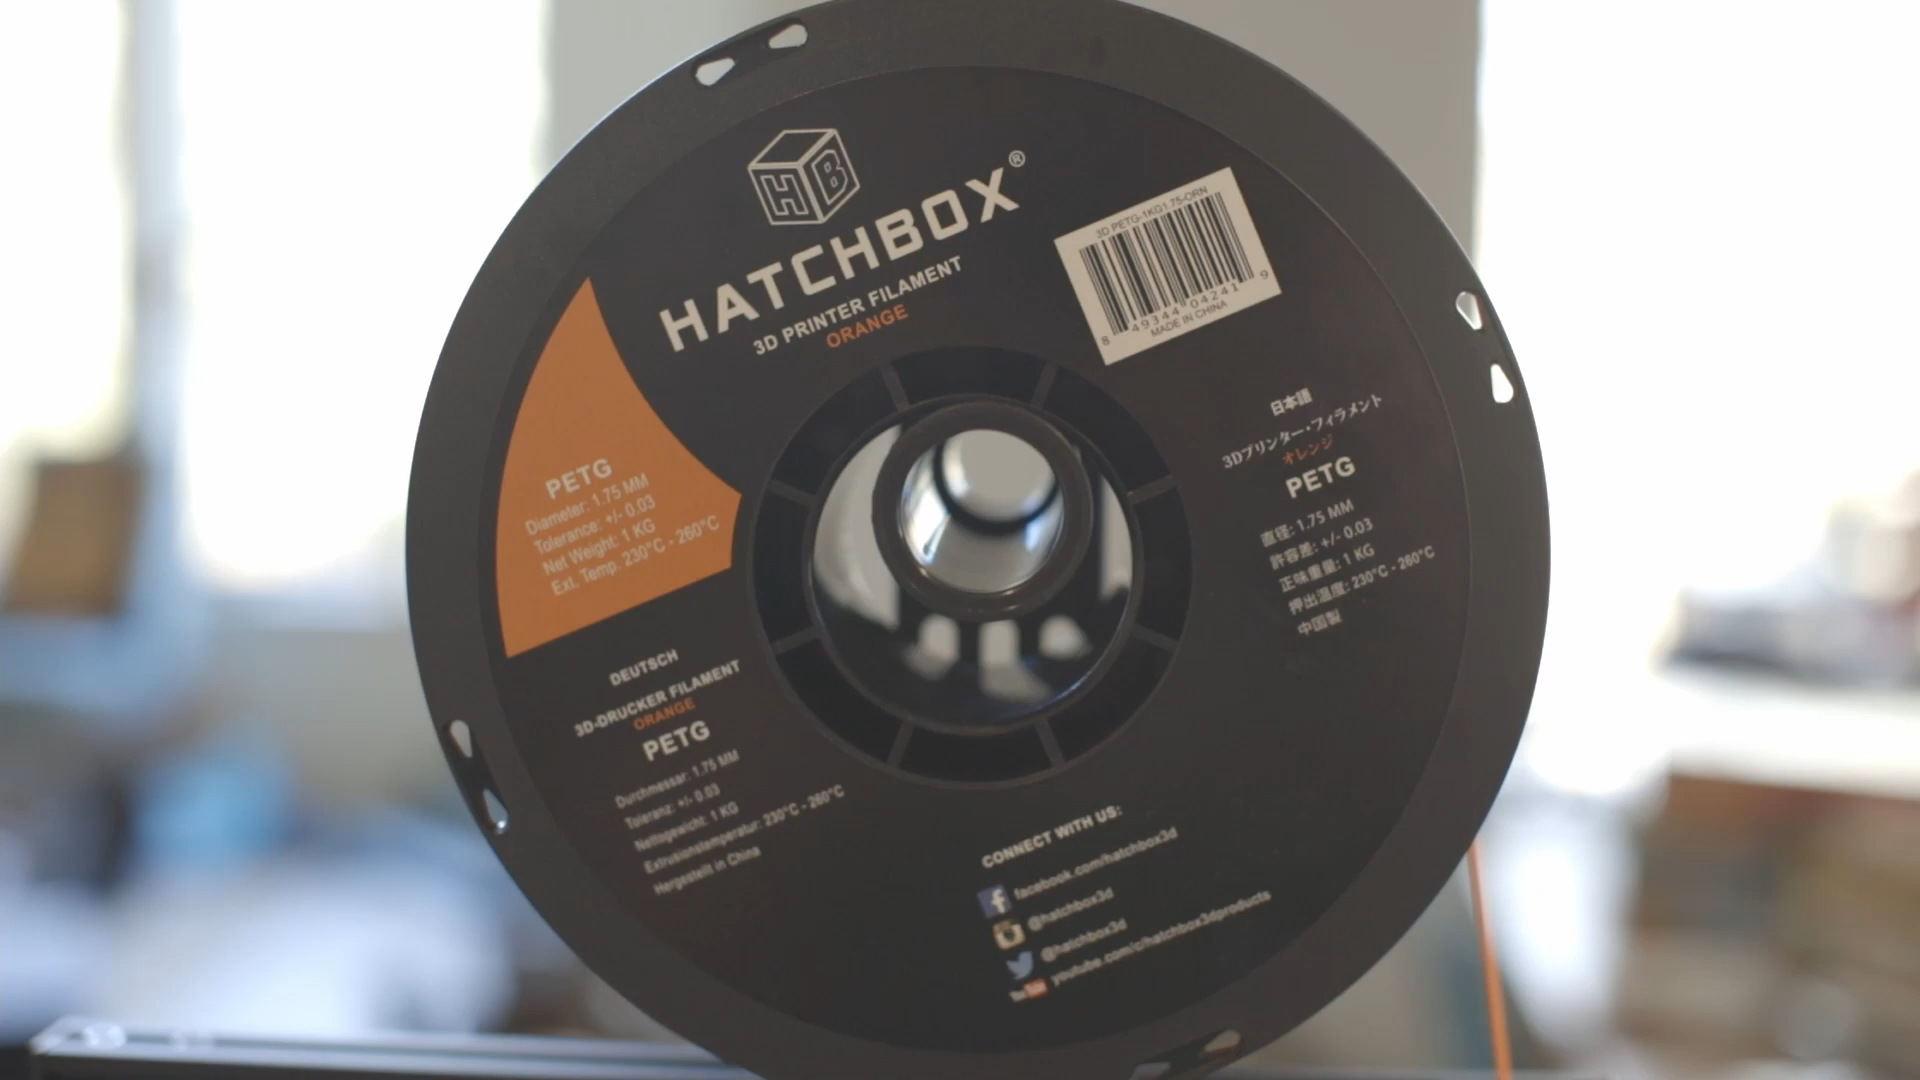 HB
HATCHBOX®
3D PRINTER FILAMENT
ORANGE
3D PETG-1KG1.75-ORN
8 49344 04241 9
MADE IN CHINA
PETG
Diameter: 1.75 MM
Tolerance: +/- 0.03
Net Weight: 1 KG
Ext. Temp. 230°C - 260°C
日本語
3Dプリンター・フィラメント
オレンジ
PETG
直径: 1.75 MM
許容差: +/- 0.03
正味重量: 1 KG
押出温度: 230°C - 260°C
中国製
DEUTSCH
3D-DRUCKER FILAMENT
ORANGE
PETG
Durchmesser: 1.75 MM
Toleranz: +/- 0.03
Nettogewicht: 1 KG
Extrusionstemperatur: 230°C - 260°C
Hergestellt in China
CONNECT WITH US:
facebook.com/hatchbox3d
@hatchbox3d
@hatchbox3d
youtube.com/c/hatchbox3dproducts